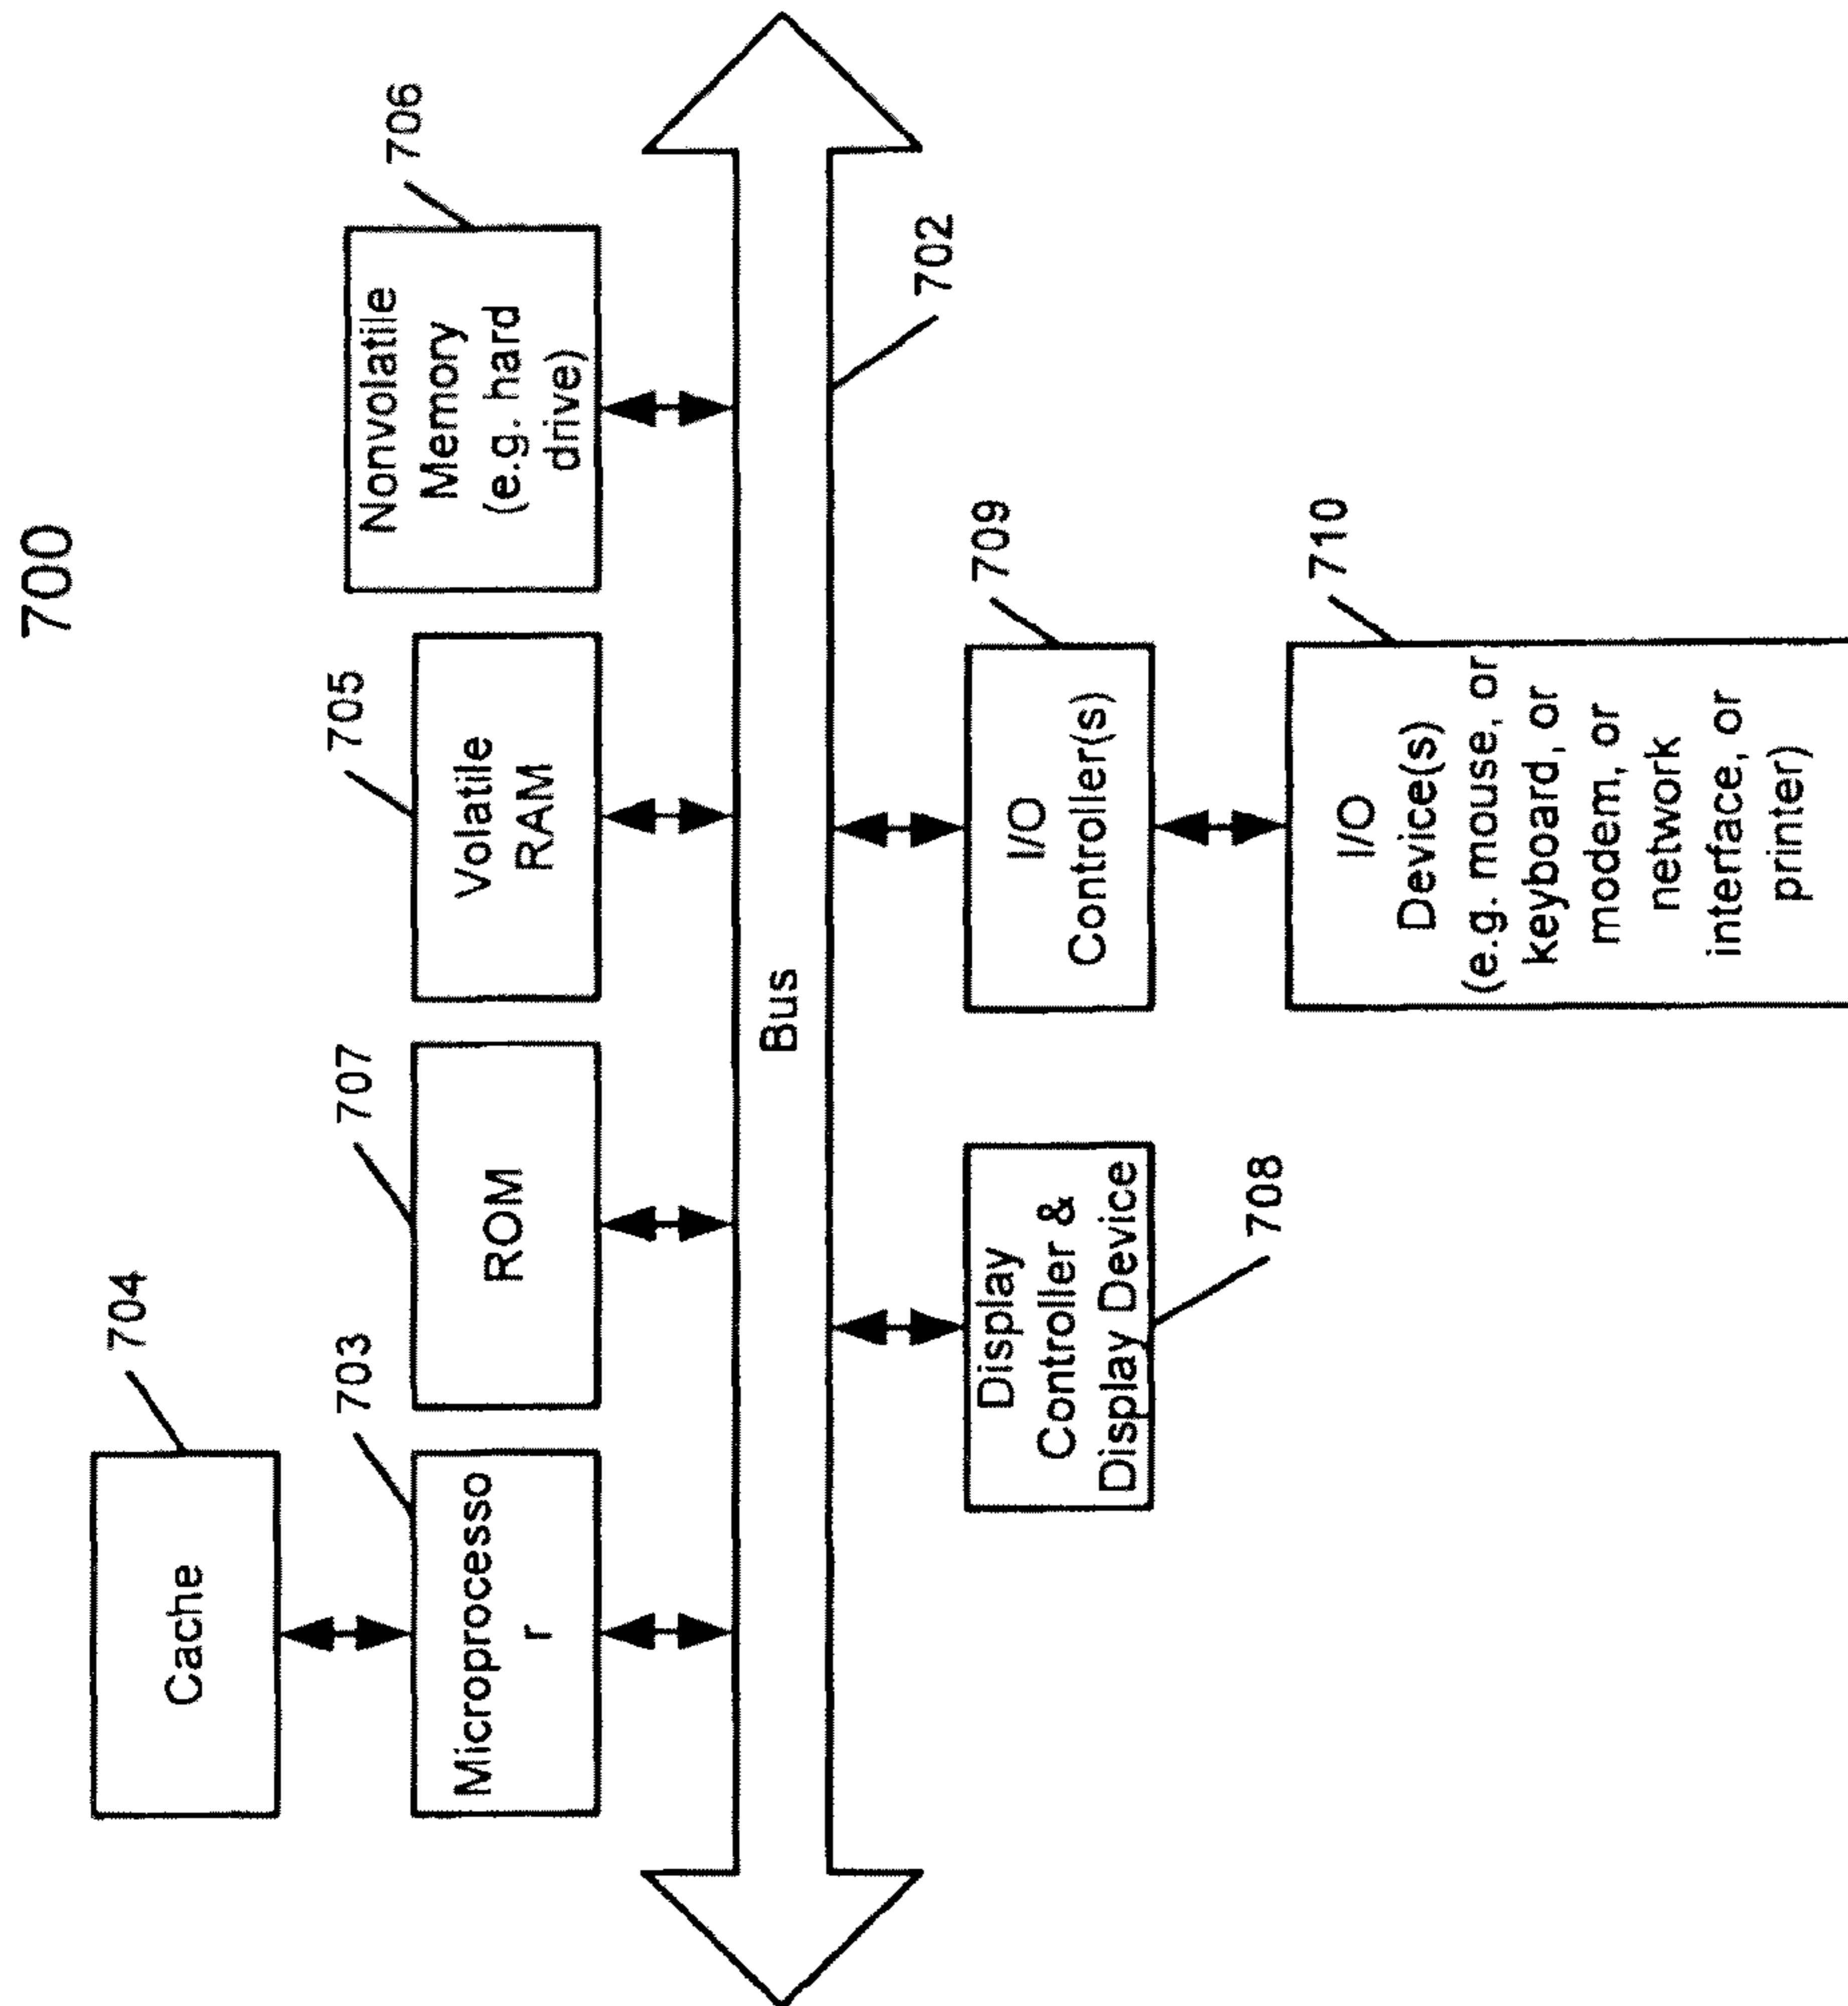 700
704
Cache
703
707
705
706
Microprocesso
r
ROM
Volatile
RAM
Nonvolatile
Memory
(e.g. hard
drive)
Bus
702
Display
Controller &
Display Device
708
I/O
Controller(s)
709
I/O
Device(s)
(e.g. mouse, or
keyboard, or
modem, or
network
interface, or
printer)
710